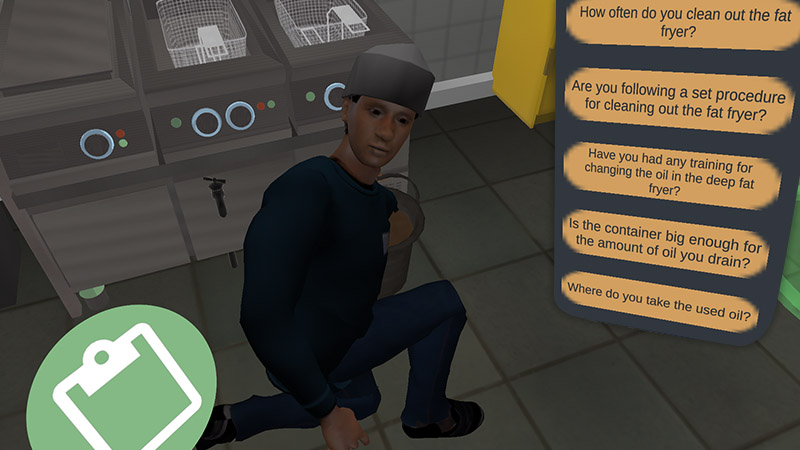 How often do you clean out the fat
fryer?
Are you following a set procedure
for cleaning out the fat fryer?
Have you had any training for
changing the oil in the deep fat
fryer?
Is the container big enough for
the amount of oil you drain?
Where do you take the used oil?